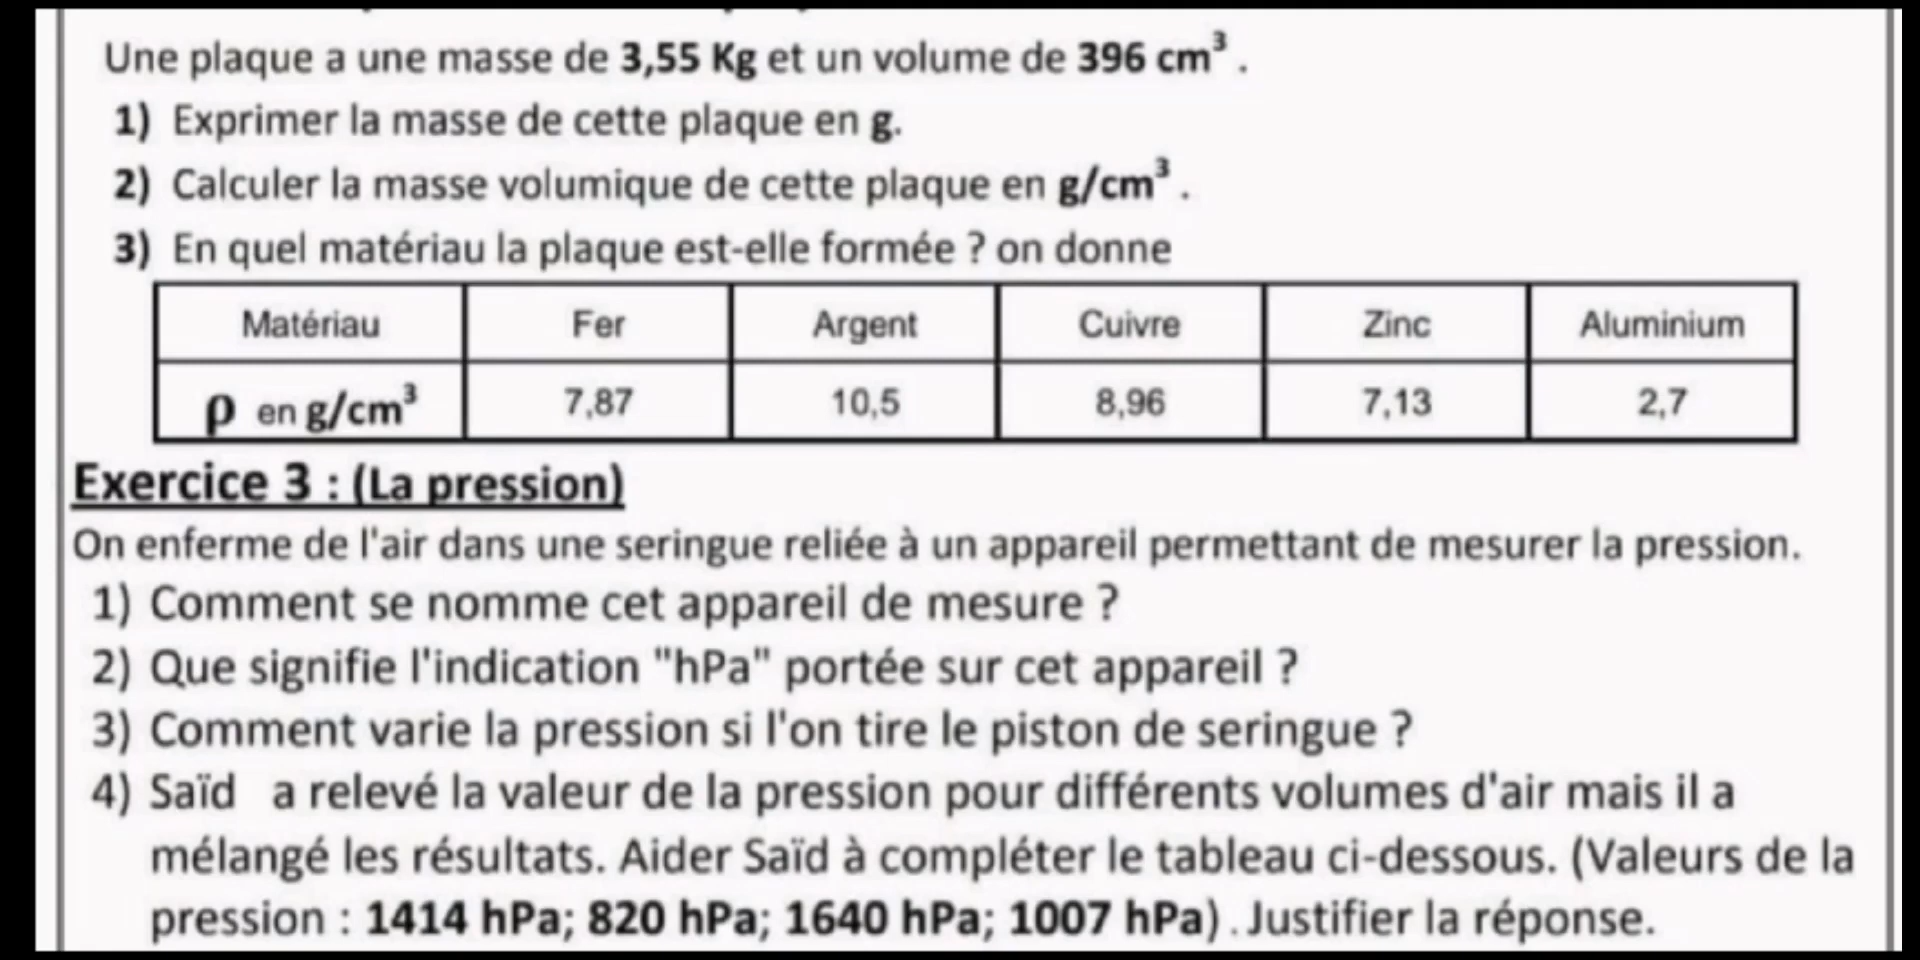 Une plaque a une masse de 3,55 Kg et un volume de 396 cm³ .
1) Exprimer la masse de cette plaque en g.
2) Calculer la masse volumique de cette plaque en g/cm³ .
3) En quel matériau la plaque est-elle formée ? on donne
Matériau Fer Argent Cuivre Zinc Aluminium
ρ en g/cm³ 7,87 10,5 8,96 7,13 2,7
Exercice 3 : (La pression)
On enferme de l'air dans une seringue reliée à un appareil permettant de mesurer la pression.
1) Comment se nomme cet appareil de mesure ?
2) Que signifie l'indication "hPa" portée sur cet appareil ?
3) Comment varie la pression si l'on tire le piston de seringue ?
4) Saïd a relevé la valeur de la pression pour différents volumes d'air mais il a
mélangé les résultats. Aider Saïd à compléter le tableau ci-dessous. (Valeurs de la
pression : 1414 hPa; 820 hPa; 1640 hPa; 1007 hPa) . Justifier la réponse.